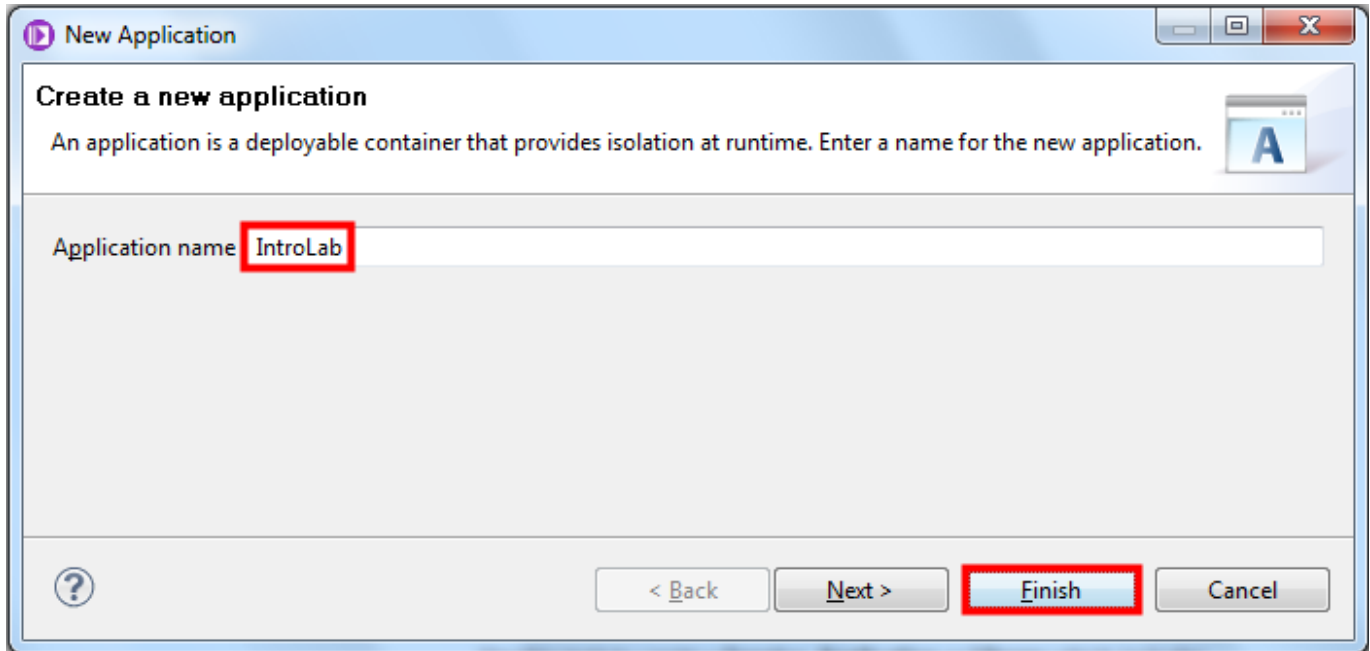 New Application
Create a new application
An application is a deployable container that provides isolation at runtime. Enter a name for the new application.
A
Application name IntroLab
? < Back Next > Finish Cancel